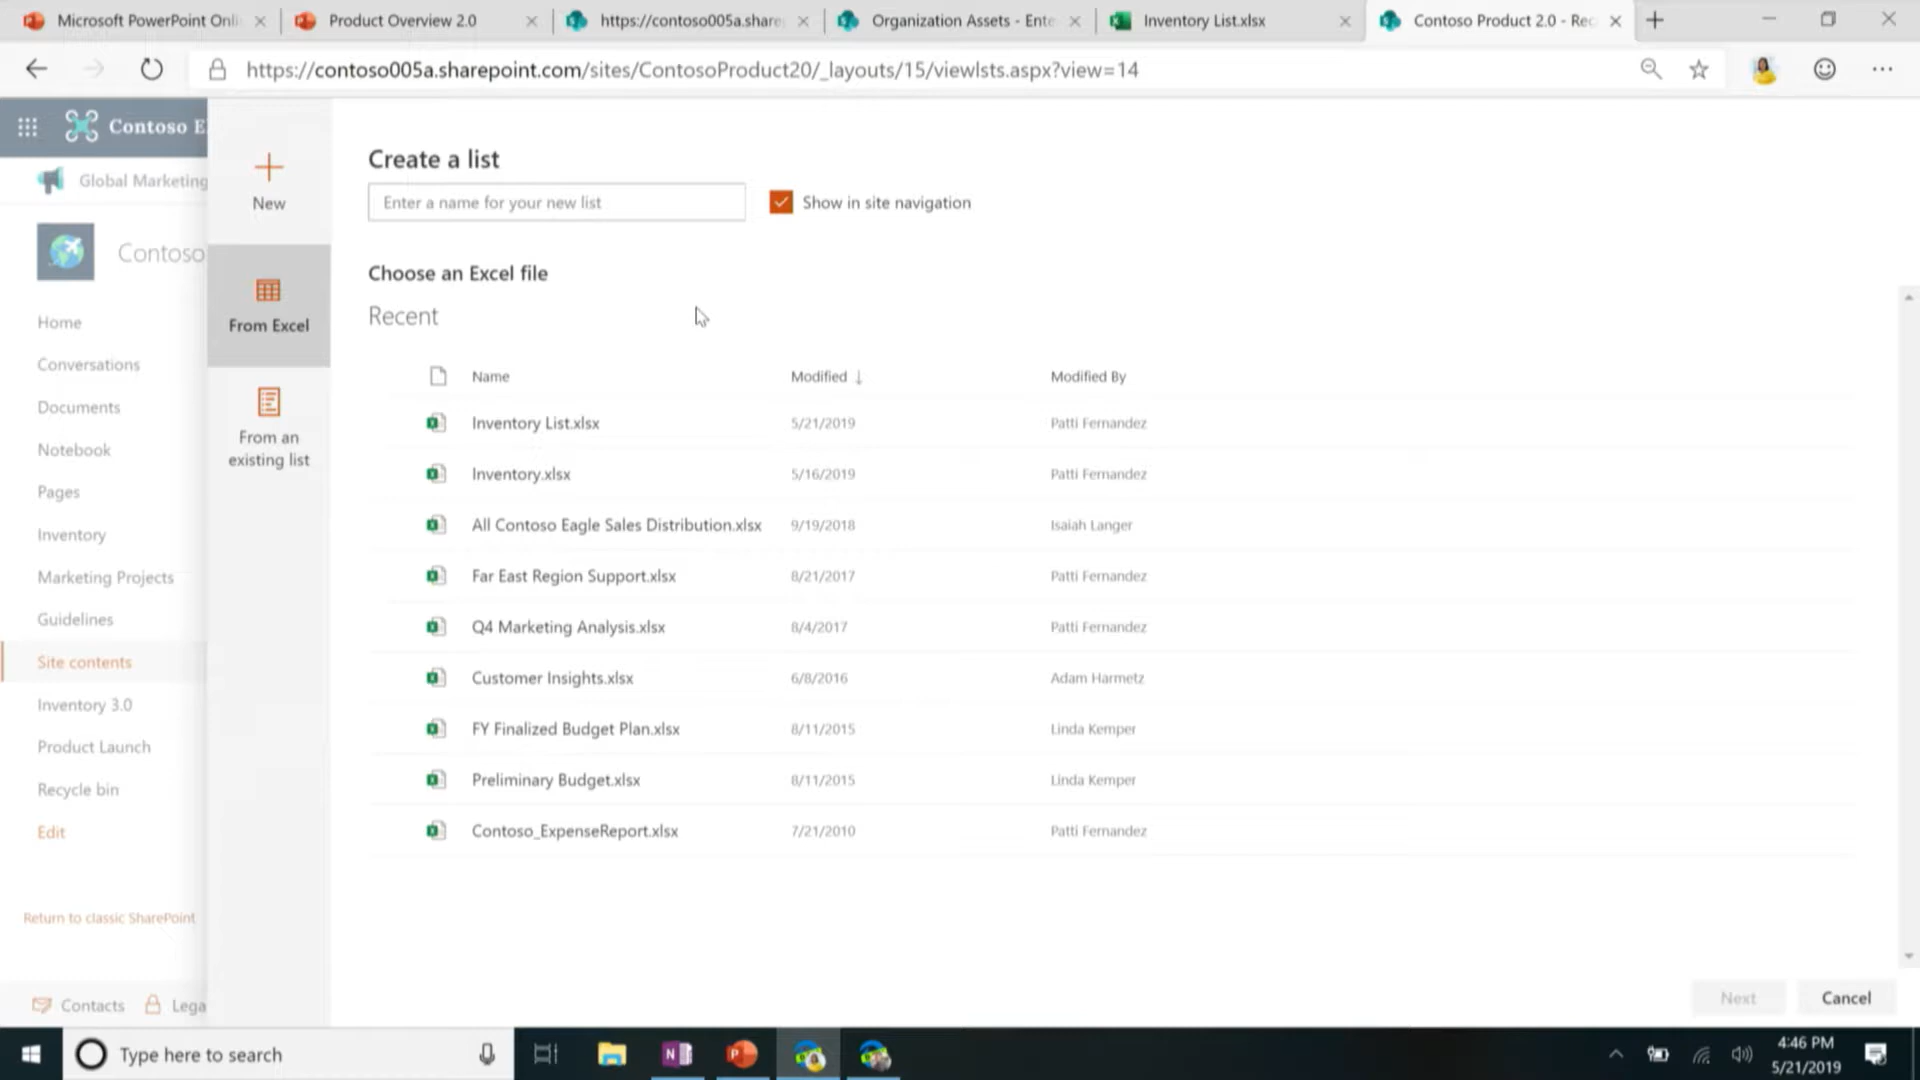 Microsoft PowerPoint Onli
Product Overview 2.0
https://contoso005a.share
Organization Assets - Ente
Inventory List.xlsx
Contoso Product 2.0 - Rec
https://contoso005a.sharepoint.com/sites/ContosoProduct20/_layouts/15/viewlsts.aspx?view=14
Contoso El
Global Marketing
Contoso
Home
Conversations
Documents
Notebook
Pages
Inventory
Marketing Projects
Guidelines
Site contents
Inventory 3.0
Product Launch
Recycle bin
Edit
Return to classic SharePoint
Contacts
Lega
New
From Excel
From an
existing list
Create a list
Enter a name for your new list
Show in site navigation
Choose an Excel file
Recent
Name Modified ↓ Modified By
Inventory List.xlsx 5/21/2019 Patti Fernandez
Inventory.xlsx 5/16/2019 Patti Fernandez
All Contoso Eagle Sales Distribution.xlsx 9/19/2018 Isaiah Langer
Far East Region Support.xlsx 8/21/2017 Patti Fernandez
Q4 Marketing Analysis.xlsx 8/4/2017 Patti Fernandez
Customer Insights.xlsx 6/8/2016 Adam Harmetz
FY Finalized Budget Plan.xlsx 8/11/2015 Linda Kemper
Preliminary Budget.xlsx 8/11/2015 Linda Kemper
Contoso_ExpenseReport.xlsx 7/21/2010 Patti Fernandez
Next
Cancel
Type here to search
4:46 PM
5/21/2019